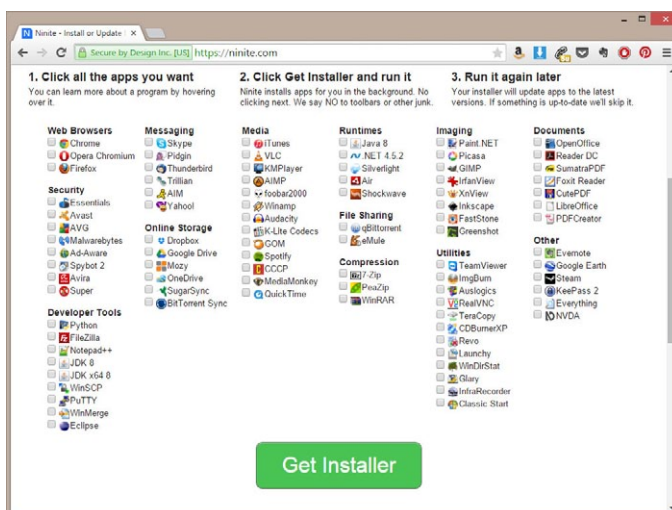 Ninite - Install or Update
Secure by Design Inc. [US] https://ninite.com
1. Click all the apps you want
You can learn more about a program by hovering
over it.
2. Click Get Installer and run it
Ninite installs apps for you in the background. No
clicking next. We say NO to toolbars or other junk.
3. Run it again later
Your installer will update apps to the latest
versions. If something is up-to-date we'll skip it.
Web Browsers
Chrome
Opera Chromium
Firefox
Security
Essentials
Avast
AVG
Malwarebytes
Ad-Aware
Spybot 2
Avira
Super
Developer Tools
Python
FileZilla
Notepad++
JDK 8
JDK x64 8
WinSCP
PuTTY
WinMerge
Eclipse
Messaging
Skype
Pidgin
Thunderbird
Trillian
AIM
Yahoo!
Online Storage
Dropbox
Google Drive
Mozy
OneDrive
SugarSync
BitTorrent Sync
Media
iTunes
VLC
KMPlayer
AIMP
foobar2000
Winamp
Audacity
K-Lite Codecs
GOM
Spotify
CCCP
MediaMonkey
QuickTime
Runtimes
Java 8
.NET 4.5.2
Silverlight
Air
Shockwave
File Sharing
qBittorrent
eMule
Compression
7-Zip
PeaZip
WinRAR
Imaging
Paint.NET
Picasa
GIMP
IrfanView
XnView
Inkscape
FastStone
Greenshot
Utilities
TeamViewer
ImgBurn
Auslogics
RealVNC
TeraCopy
CDBurnerXP
Revo
Launchy
WinDirStat
Glary
InfraRecorder
Classic Start
Documents
OpenOffice
Reader DC
SumatraPDF
Foxit Reader
CutePDF
LibreOffice
PDFCreator
Other
Evernote
Google Earth
Steam
KeePass 2
Everything
NVDA
Get Installer